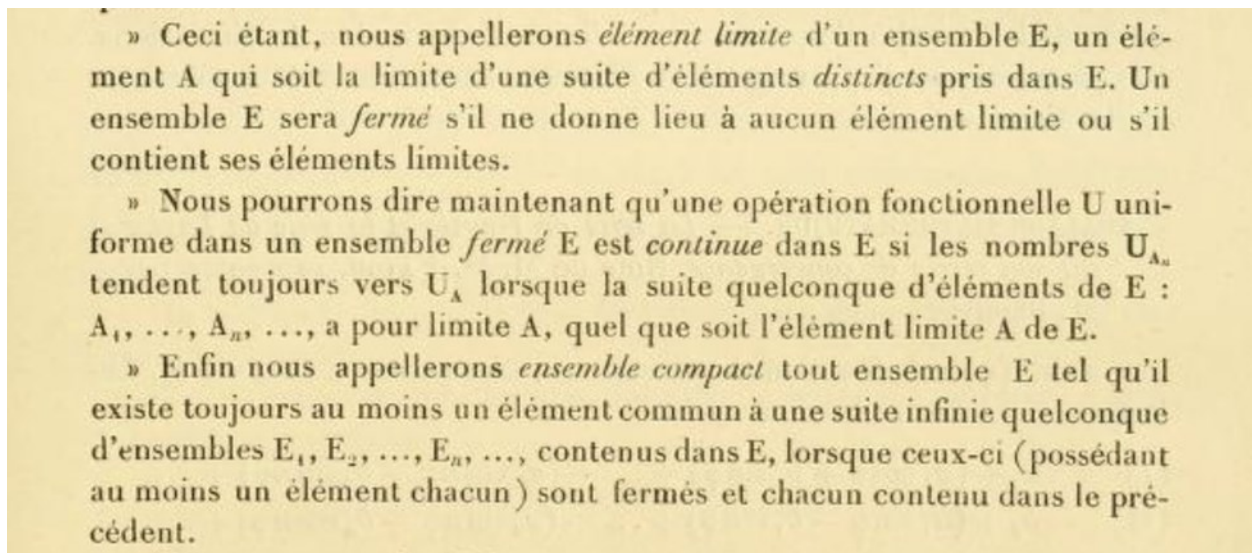 » Ceci étant, nous appellerons élément limite d'un ensemble E, un élé-
ment A qui soit la limite d'une suite d'éléments distincts pris dans E. Un
ensemble E sera fermé s'il ne donne lieu à aucun élément limite ou s'il
contient ses éléments limites.
» Nous pourrons dire maintenant qu'une opération fonctionnelle U uni-
forme dans un ensemble fermé E est continue dans E si les nombres U_{A_n}
tendent toujours vers U_A lorsque la suite quelconque d'éléments de E :
A₁, ..., Aₙ, ..., a pour limite A, quel que soit l'élément limite A de E.
» Enfin nous appellerons ensemble compact tout ensemble E tel qu'il
existe toujours au moins un élément commun à une suite infinie quelconque
d'ensembles E₁, E₂, ..., Eₙ, ..., contenus dans E, lorsque ceux-ci (possédant
au moins un élément chacun) sont fermés et chacun contenu dans le pré-
cédent.